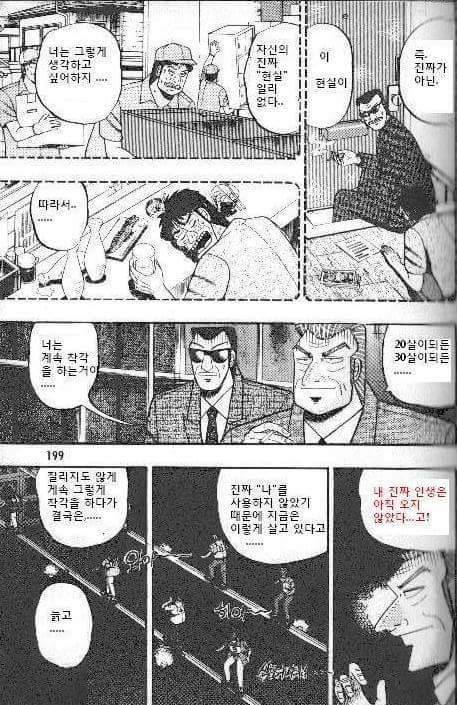 즉.
진짜가
아닌.
이
현실이
자신의
진짜
"현실"
일리
없다..
너는 그렇게
생각하고
싶어하지 ....
따라서..
.....
20살이되든
30살이되든
.....
너는
계속 착각
을 하는거야
.....
199
내 진짜 인생은
아직 오지
않았다...고!
진짜 "나"를
사용하지 않았기
때문에 지금은
이렇게 살고 있다고
....
질리지도 않게
계속 그렇게
착각을 하다가
결국은,.....
늙고
.....
와아
히이